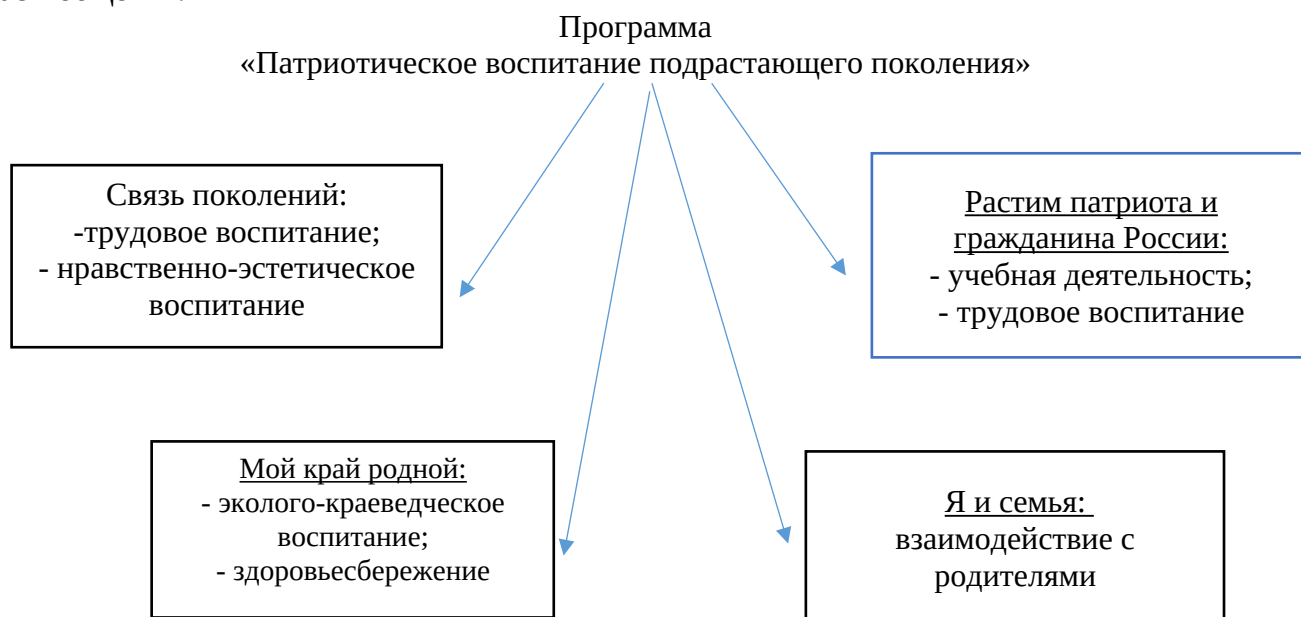 Программа
«Патриотическое воспитание подрастающего поколения»
Связь поколений:
-трудовое воспитание;
- нравственно-эстетическое
воспитание
Растим патриота и
гражданина России:
- учебная деятельность;
- трудовое воспитание
Мой край родной:
- эколого-краеведческое
воспитание;
- здоровьесбережение
Я и семья:
взаимодействие с
родителями